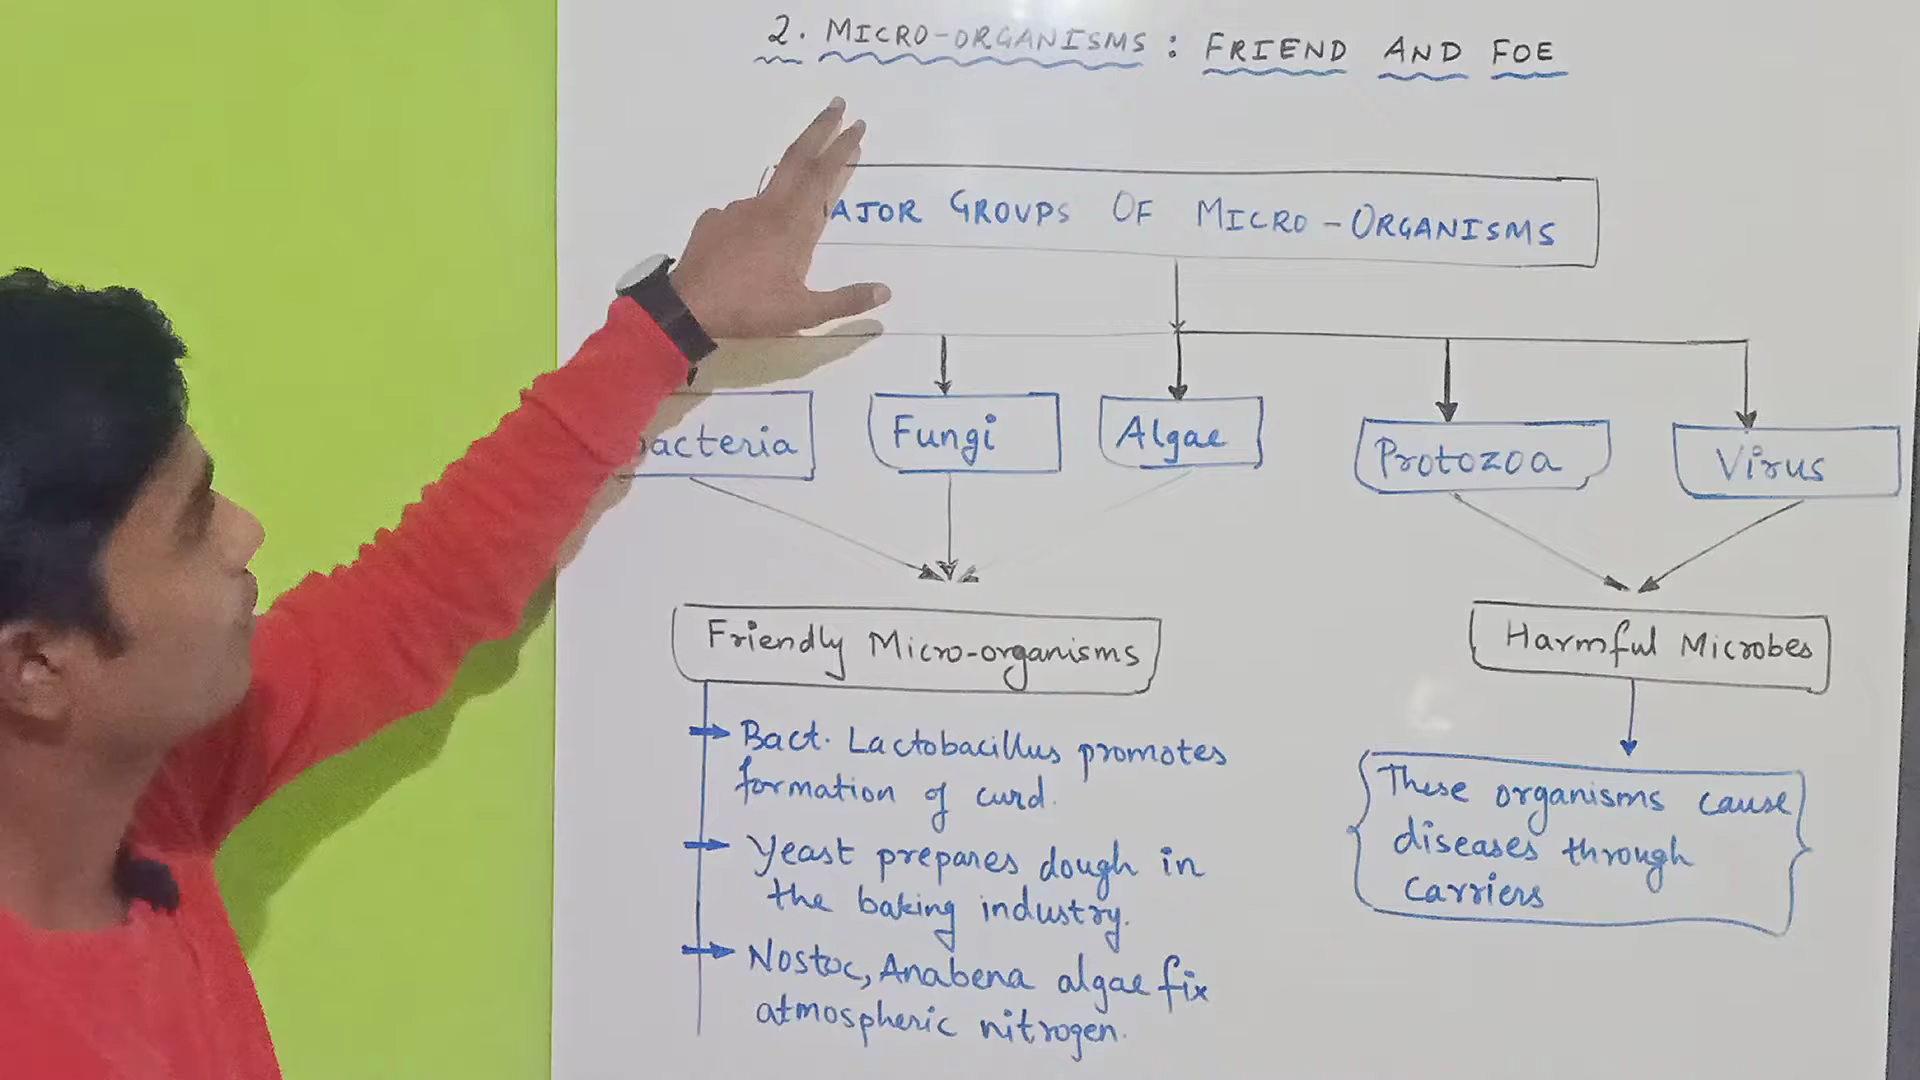 2. MICRO-ORGANISMS : FRIEND AND FOE
AJOR GROUPS OF MICRO-ORGANISMS
bacteria
Fungi
Algae
Protozoa
Virus
Friendly Micro-organisms
Harmful Microbes
Bact. Lactobacillus promotes
formation of curd.
Yeast prepares dough in
the baking industry.
Nostoc, Anabena algae fix
atmospheric nitrogen.
These organisms cause
diseases through
carriers